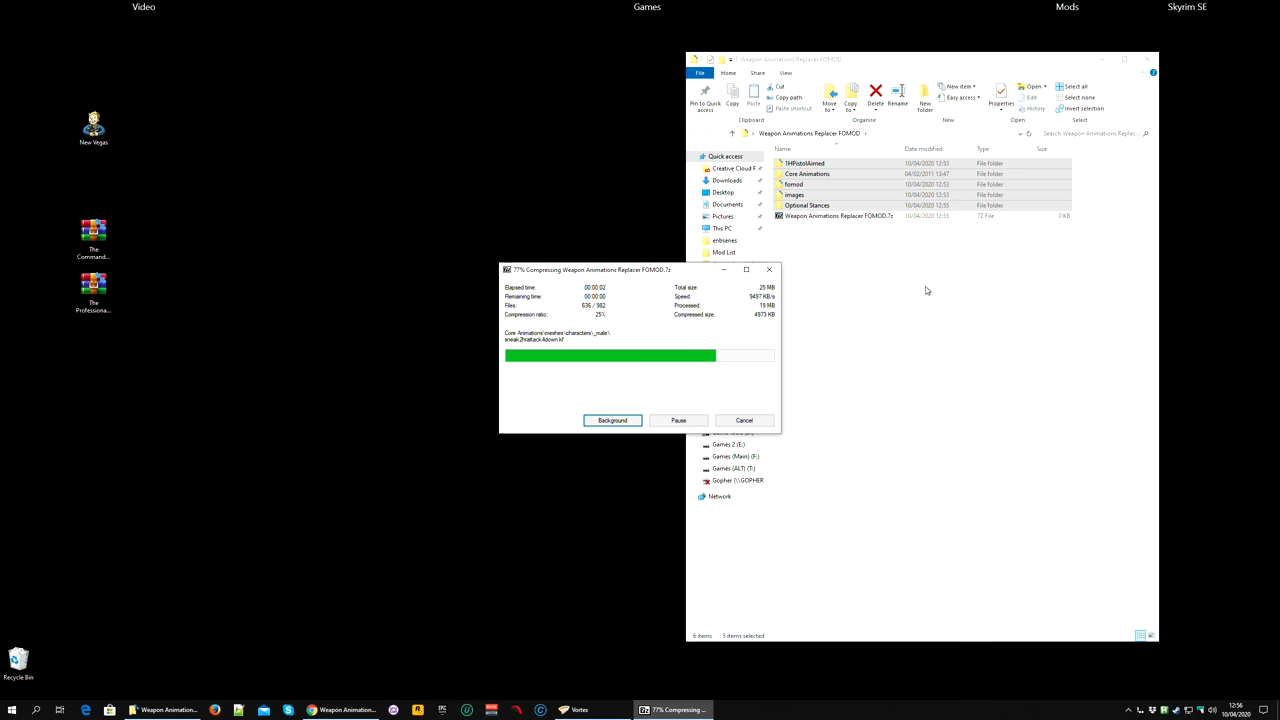 Video
Games
Mods
Skyrim SE
New Vegas
The
Command...
The
Professiona...
Recycle Bin
Weapon Animations Replacer FOMOD
File
Home
Share
View
Pin to Quick
access
Copy
Paste
Cut
Copy path
Paste shortcut
Clipboard
Move
to
Copy
to
Delete
Rename
Organise
New
folder
New item
Easy access
New
Properties
Open
Edit
History
Open
Select all
Select none
Invert selection
Select
Weapon Animations Replacer FOMOD
Search Weapon Animations Replac...
Quick access
Creative Cloud F
Downloads
Desktop
Documents
Pictures
This PC
enbseries
Mod List
Games 2 (E:)
Games (Main) (F:)
Games (ALT) (T:)
Gopher (\\GOPHER
Network
Name
Date modified
Type
Size
1HPistolAimed 10/04/2020 12:53 File folder
Core Animations 04/02/2011 13:47 File folder
fomod 10/04/2020 12:53 File folder
images 10/04/2020 12:53 File folder
Optional Stances 10/04/2020 12:55 File folder
Weapon Animations Replacer FOMOD.7z 10/04/2020 12:55 7Z File 0 KB
6 items 5 items selected
77% Compressing Weapon Animations Replacer FOMOD.7z
Elapsed time: 00:00:02 Total size: 25 MB
Remaining time: 00:00:00 Speed: 9497 KB/s
Files: 636 / 982 Processed: 19 MB
Compression ratio: 25% Compressed size: 4973 KB
Core Animations\meshes\characters\_male\
sneak2hrattack4down.kf
Background
Pause
Cancel
Weapon Animation...
Weapon Animation...
Vortex
77% Compressing ...
12:56
10/04/2020